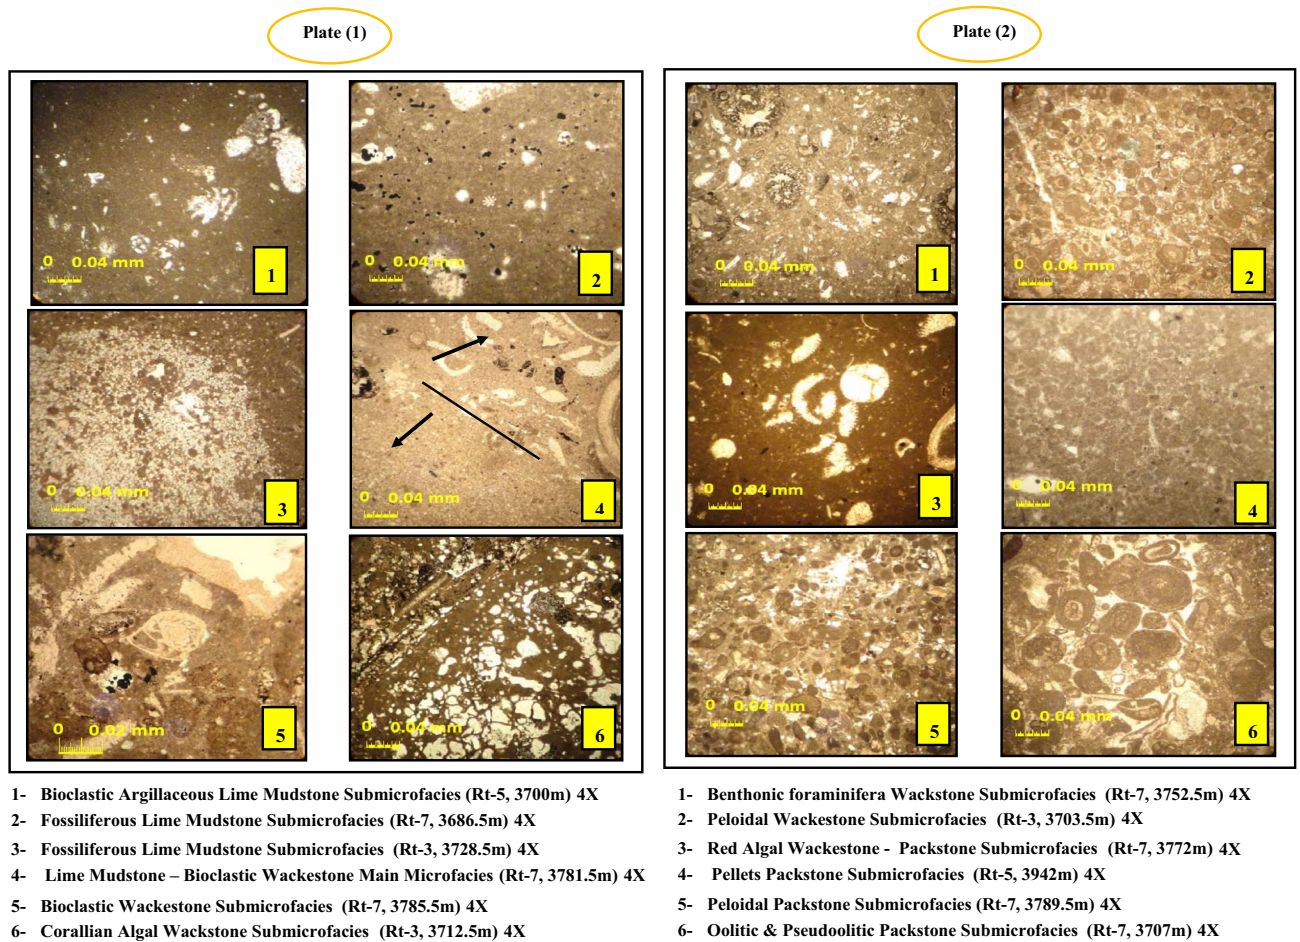 Plate (1)
0 0.04 mm
1
0 0.04 mm
2
0 0.04 mm
3
0 0.04 mm
4
0 0.02 mm
5
0 0.04 mm
6
1- Bioclastic Argillaceous Lime Mudstone Submicrofacies (Rt-5, 3700m) 4X
2- Fossiliferous Lime Mudstone Submicrofacies (Rt-7, 3686.5m) 4X
3- Fossiliferous Lime Mudstone Submicrofacies (Rt-3, 3728.5m) 4X
4- Lime Mudstone – Bioclastic Wackestone Main Microfacies (Rt-7, 3781.5m) 4X
5- Bioclastic Wackestone Submicrofacies (Rt-7, 3785.5m) 4X
6- Corallian Algal Wackstone Submicrofacies (Rt-3, 3712.5m) 4X
Plate (2)
0 0.04 mm
1
0 0.04 mm
2
0 0.04 mm
3
0 0.04 mm
4
0 0.04 mm
5
0 0.04 mm
6
1- Benthonic foraminifera Wackstone Submicrofacies (Rt-7, 3752.5m) 4X
2- Peloidal Wackestone Submicrofacies (Rt-3, 3703.5m) 4X
3- Red Algal Wackestone - Packstone Submicrofacies (Rt-7, 3772m) 4X
4- Pellets Packstone Submicrofacies (Rt-5, 3942m) 4X
5- Peloidal Packstone Submicrofacies (Rt-7, 3789.5m) 4X
6- Oolitic & Pseudoolitic Packstone Submicrofacies (Rt-7, 3707m) 4X